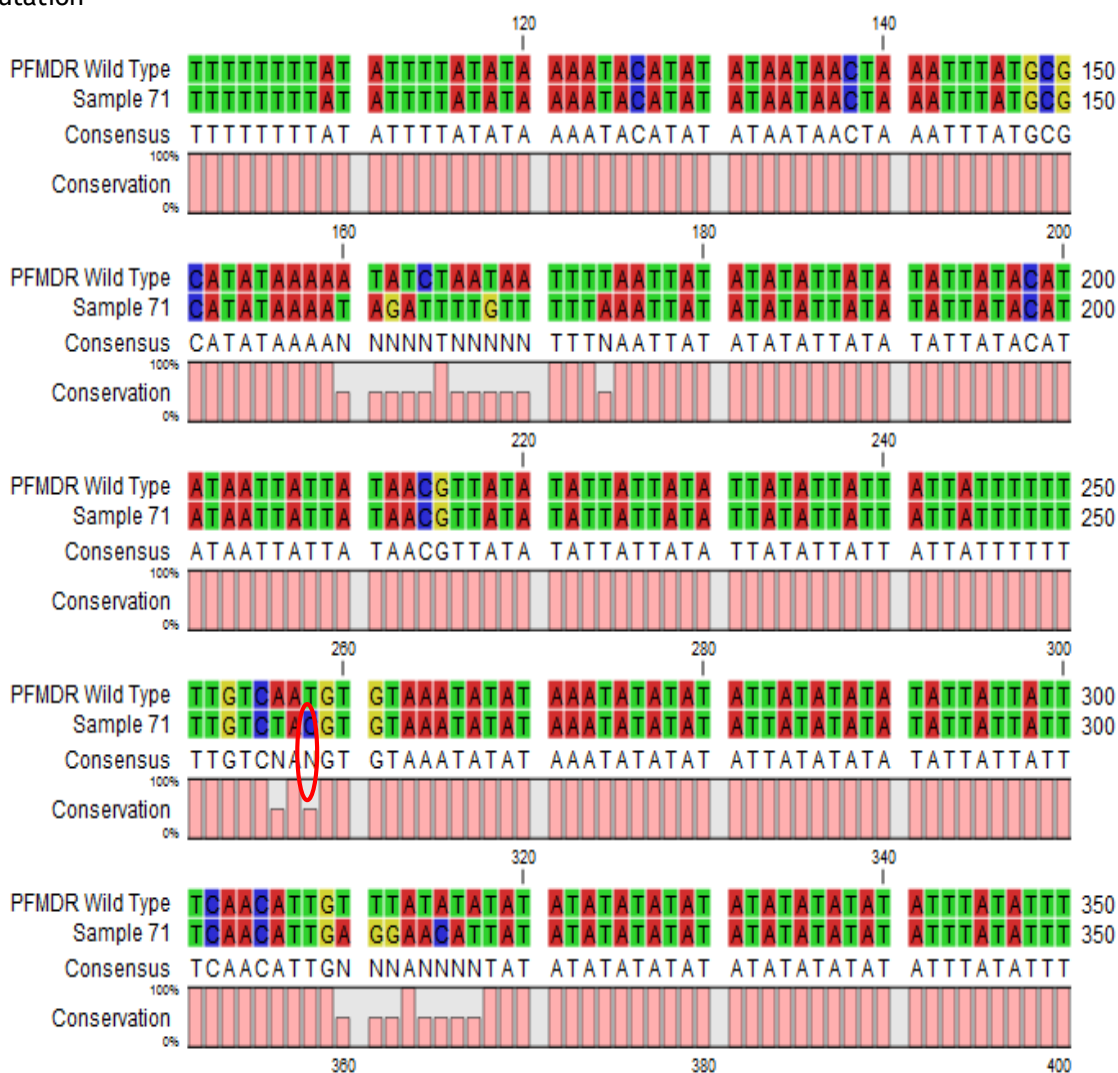 utation
120 140
PFMDR Wild Type TTTTTTTTAT ATTTTATATA AAATACATAT ATAATAACTA AATTTATGCG 150
Sample 71 TTTTTTTTAT ATTTTATATA AAATACATAT ATAATAACTA AATTTATGCG 150
Consensus TTTTTTTTAT ATTTTATATA AAATACATAT ATAATAACTA AATTTATGCG
100%
Conservation
0%
160 180 200
PFMDR Wild Type CATATAAAAA TATCTAATAA TTTTAATTAT ATATATTATA TATTATACAT 200
Sample 71 CATATAAAAT AGATTTTGTT TTTAAATTAT ATATATTATA TATTATACAT 200
Consensus CATATAAAAN NNNNTNNNNN TTTNAATTAT ATATATTATA TATTATACAT
100%
Conservation
0%
220 240
PFMDR Wild Type ATAATTATTA TAACGTTATA TATTATTATA TTATATTATT ATTATTTTTT 250
Sample 71 ATAATTATTA TAACGTTATA TATTATTATA TTATATTATT ATTATTTTTT 250
Consensus ATAATTATTA TAACGTTATA TATTATTATA TTATATTATT ATTATTTTTT
100%
Conservation
0%
260 280 300
PFMDR Wild Type TTGTCAATGT GTAAATATAT AAATATATAT ATTATATATA TATTATTATT 300
Sample 71 TTGTCTACGT GTAAATATAT AAATATATAT ATTATATATA TATTATTATT 300
Consensus TTGTCNANGT GTAAATATAT AAATATATAT ATTATATATA TATTATTATT
100%
Conservation
0%
320 340
PFMDR Wild Type TCAACATTGT TTATATATAT ATATATATAT ATATATATAT ATTTATATTT 350
Sample 71 TCAACATTGA GGAACATTAT ATATATATAT ATATATATAT ATTTATATTT 350
Consensus TCAACATTGN NNANNNNTAT ATATATATAT ATATATATAT ATTTATATTT
100%
Conservation
0%
360 380 400